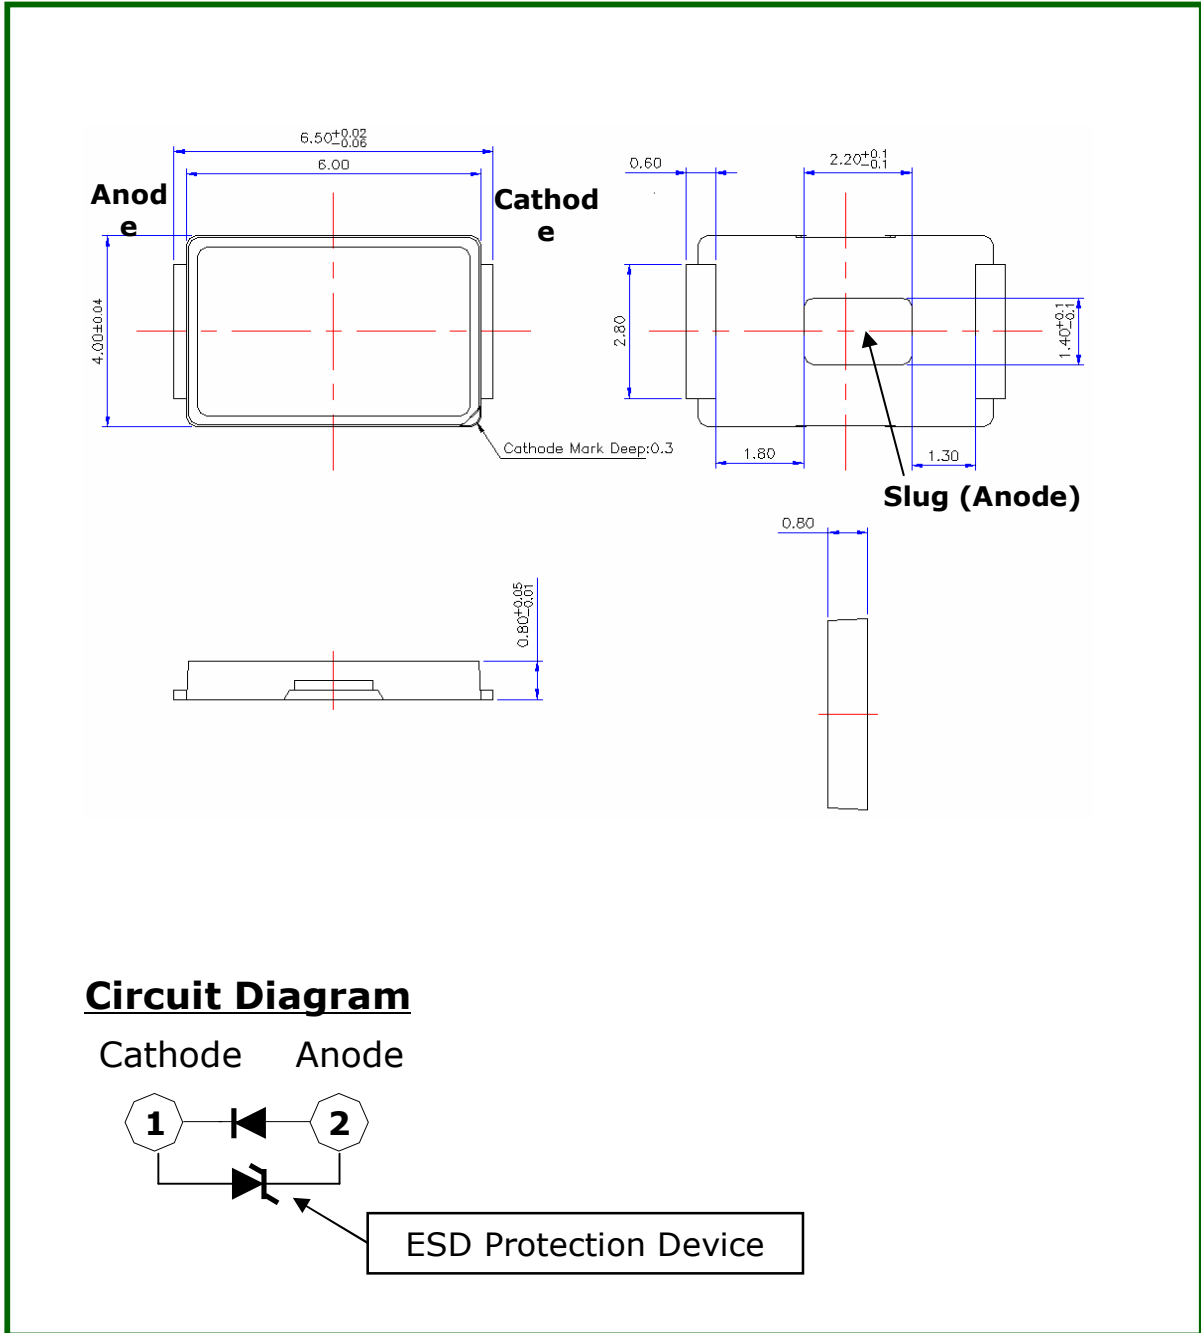 6.50+0.02 -0.06
6.00
Anod
e
Cathod
e
4.00±0.04
Cathode Mark Deep:0.3
0.60
2.20+0.1 -0.1
2.80
1.40+0.1 -0.1
1.80
1.30
Slug (Anode)
0.80+0.05 -0.01
0.80
Circuit Diagram
Cathode Anode
1 2
ESD Protection Device